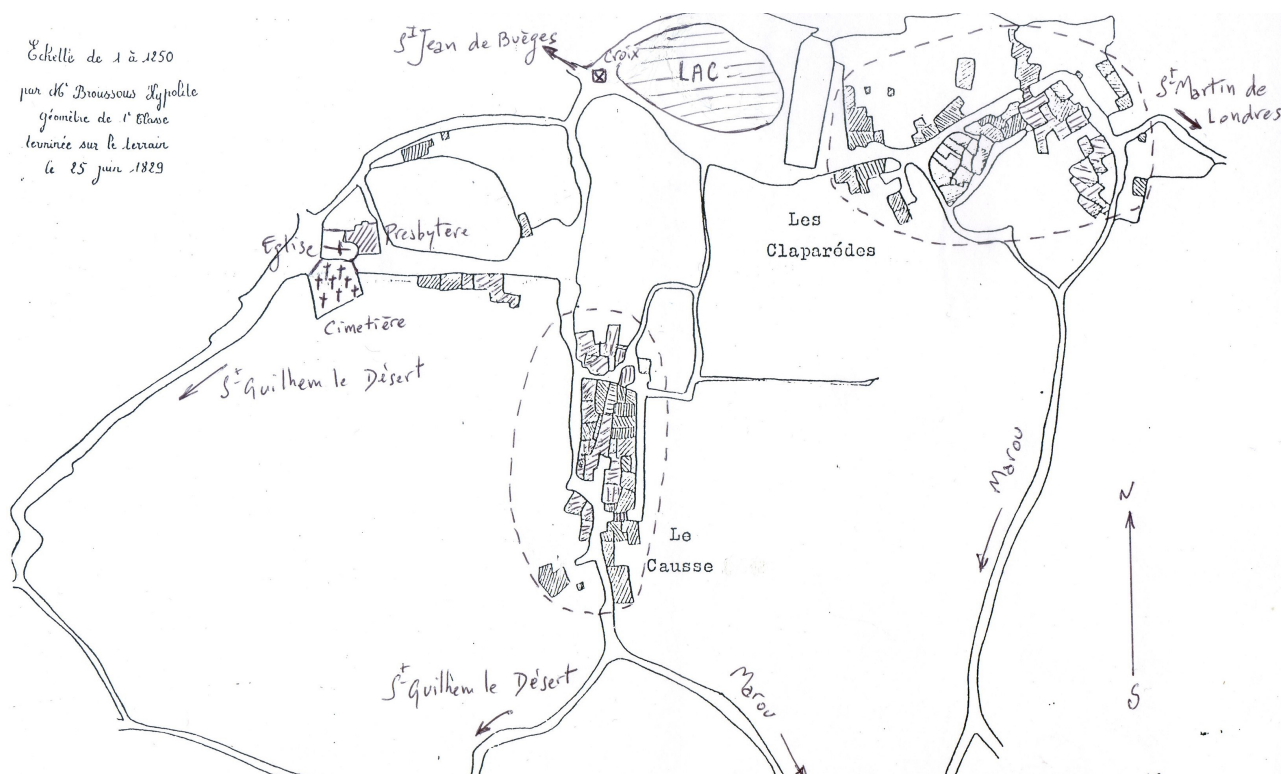 Echelle de 1 à 1250
par Mr Broussous Hypolite
géomètre de 1e Classe
terminée sur le terrain
le 25 juin 1829
St Jean de Buèges
Croix
LAC
St Martin de
Londres
Les
Claparédes
Eglise
Presbytère
Cimetière
St Guilhem le Désert
Marou
N
Le
Causse
St Guilhem le Désert
Marou
S